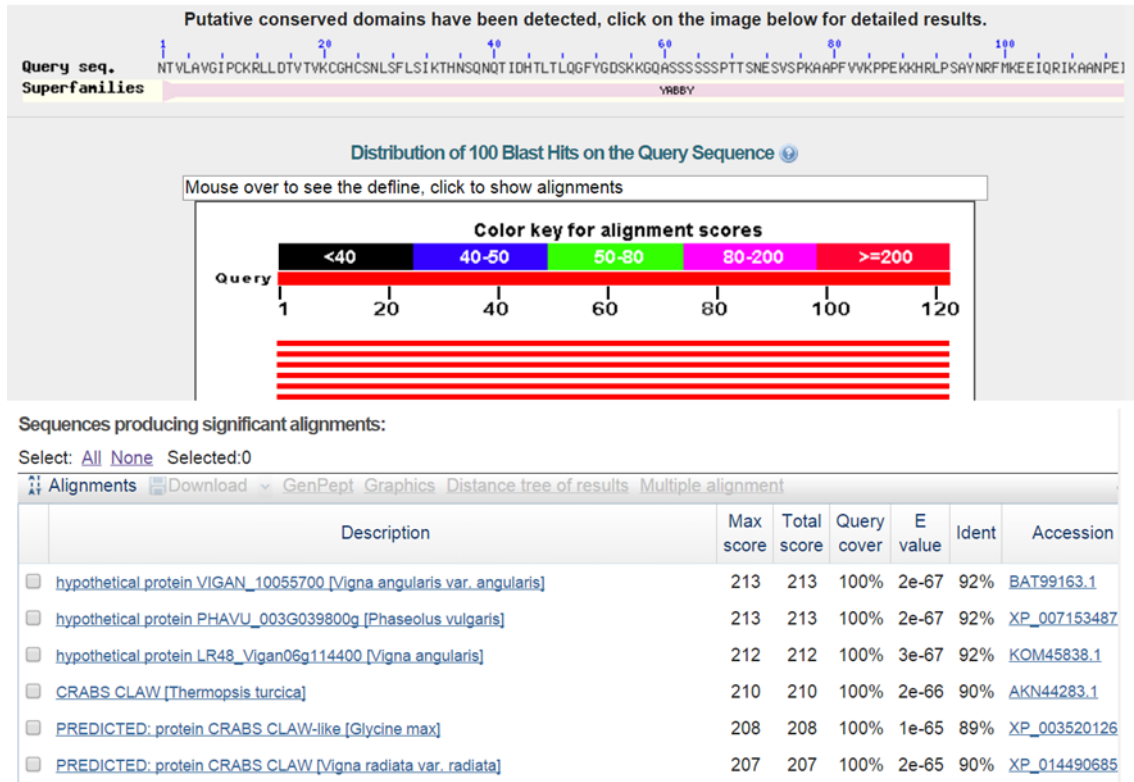 Putative conserved domains have been detected, click on the image below for detailed results.
1 20 40 60 80 100
Query seq. NTVLAVGIPCKRLLDTVTVKCGHCSNLSFLSIKTHNSQNQTIDHTLTLQGFYGDSKKGQASSSSSSPTTSNESVSPKAAPFVVKPPEKKHRLPSAYNRFMKEEIQRIKAANPEI
Superfamilies YABBY
Distribution of 100 Blast Hits on the Query Sequence
Mouse over to see the defline, click to show alignments
Color key for alignment scores
<40 40-50 50-80 80-200 >=200
Query
1 20 40 60 80 100 120
Sequences producing significant alignments:
Select: All None Selected:0
Alignments Download GenPept Graphics Distance tree of results Multiple alignment
Description Max score Total score Query cover E value Ident Accession
hypothetical protein VIGAN_10055700 [Vigna angularis var. angularis] 213 213 100% 2e-67 92% BAT99163.1
hypothetical protein PHAVU_003G039800g [Phaseolus vulgaris] 213 213 100% 2e-67 92% XP_007153487
hypothetical protein LR48_Vigan06g114400 [Vigna angularis] 212 212 100% 3e-67 92% KOM45838.1
CRABS CLAW [Thermopsis turcica] 210 210 100% 2e-66 90% AKN44283.1
PREDICTED: protein CRABS CLAW-like [Glycine max] 208 208 100% 1e-65 89% XP_003520126
PREDICTED: protein CRABS CLAW [Vigna radiata var. radiata] 207 207 100% 2e-65 90% XP_014490685